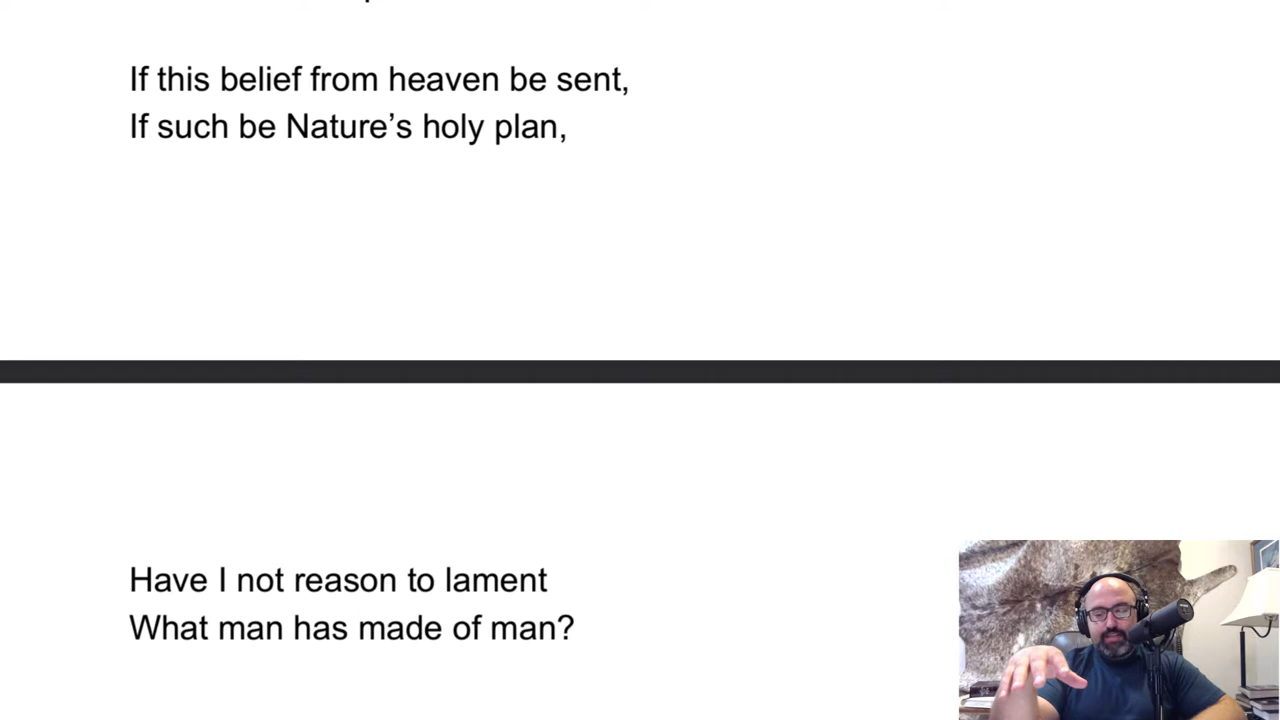 If this belief from heaven be sent,
If such be Nature’s holy plan,
Have I not reason to lament
What man has made of man?